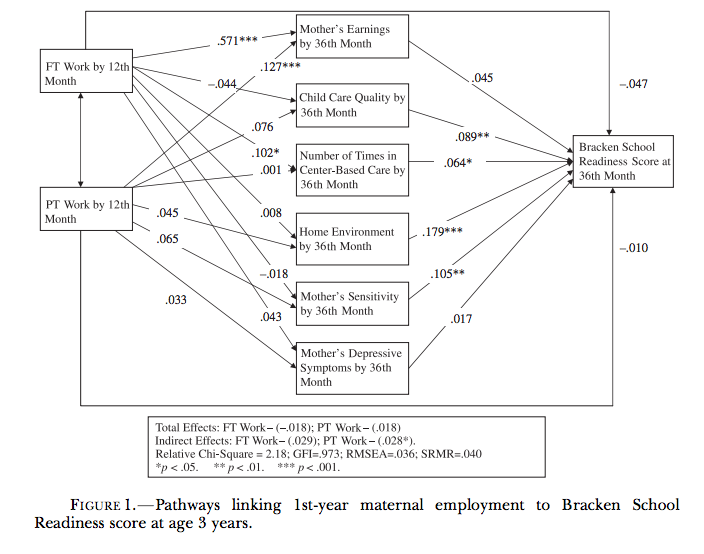 .571***
Mother's Earnings
by 36th Month
FT Work by 12th
Month
.127***
.045
–.047
–.044
Child Care Quality by
36th Month
.076
.089**
.102*
Number of Times in
Center-Based Care by
36th Month
.001
.064*
Bracken School
Readiness Score at
36th Month
PT Work by 12th
Month
.045
.008
Home Environment
by 36th Month
.179***
.065
–.010
–.018
.105**
Mother's Sensitivity
by 36th Month
.033
.043
.017
Mother's Depressive
Symptoms by 36th
Month
Total Effects: FT Work– (–.018); PT Work– (.018)
Indirect Effects: FT Work– (.029); PT Work– (.028*).
Relative Chi-Square = 2.18; GFI=.973; RMSEA=.036; SRMR=.040
*p < .05. **p < .01. ***p < .001.
FIGURE 1.—Pathways linking 1st-year maternal employment to Bracken School
Readiness score at age 3 years.